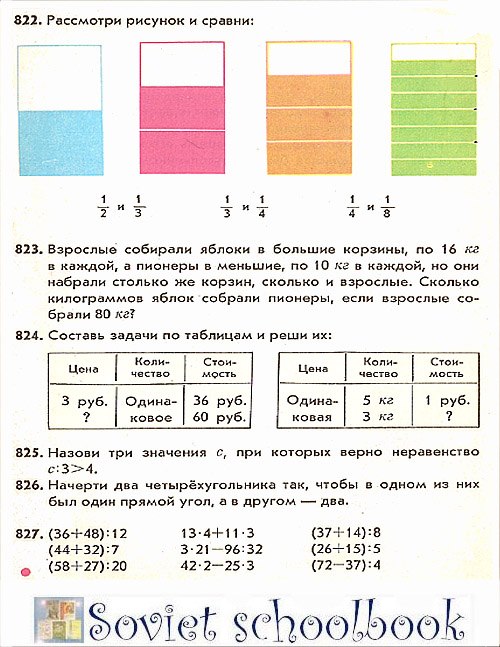 822. Рассмотри рисунок и сравни:
1/2 и 1/3 1/3 и 1/4 1/4 и 1/8
823. Взрослые собирали яблоки в большие корзины, по 16 кг
в каждой, а пионеры в меньшие, по 10 кг в каждой, но они
набрали столько же корзин, сколько и взрослые. Сколько
килограммов яблок собрали пионеры, если взрослые со-
брали 80 кг?
824. Составь задачи по таблицам и реши их:
Цена Коли-чество Стои-мость
3 руб. Одина- 36 руб.
? ковое 60 руб.
Цена Коли-чество Стои-мость
Одина- 5 кг 1 руб.
ковая 3 кг ?
825. Назови три значения с, при которых верно неравенство
с:3>4.
826. Начерти два четырёхугольника так, чтобы в одном из них
был один прямой угол, а в другом — два.
827. (36+48):12 13·4+11·3 (37+14):8
(44+32):7 3·21−96:32 (26+15):5
(58+27):20 42·2−25·3 (72−37):4
Soviet schoolbook